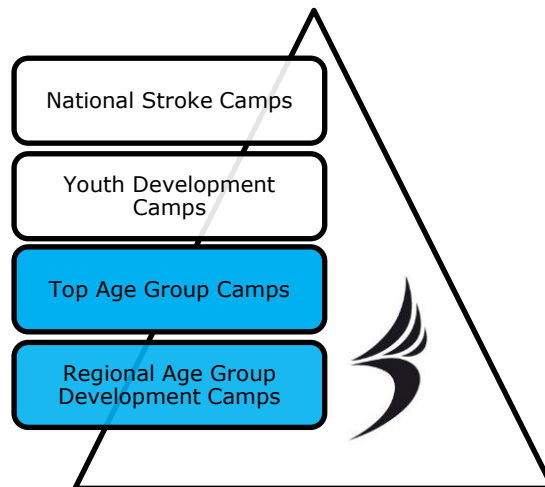 National Stroke Camps
Youth Development
Camps
Top Age Group Camps
Regional Age Group
Development Camps